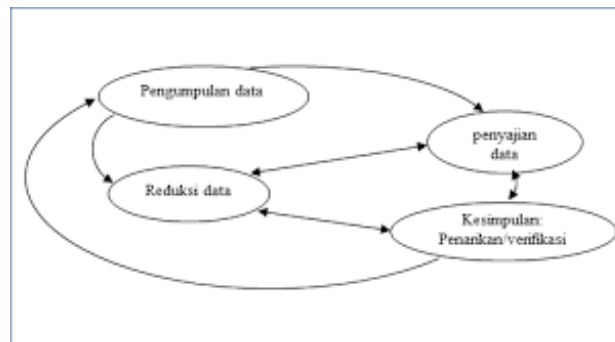 Pengumpulan data
penyajian
data
Reduksi data
Kesimpulan:
Penarikan/verifikasi